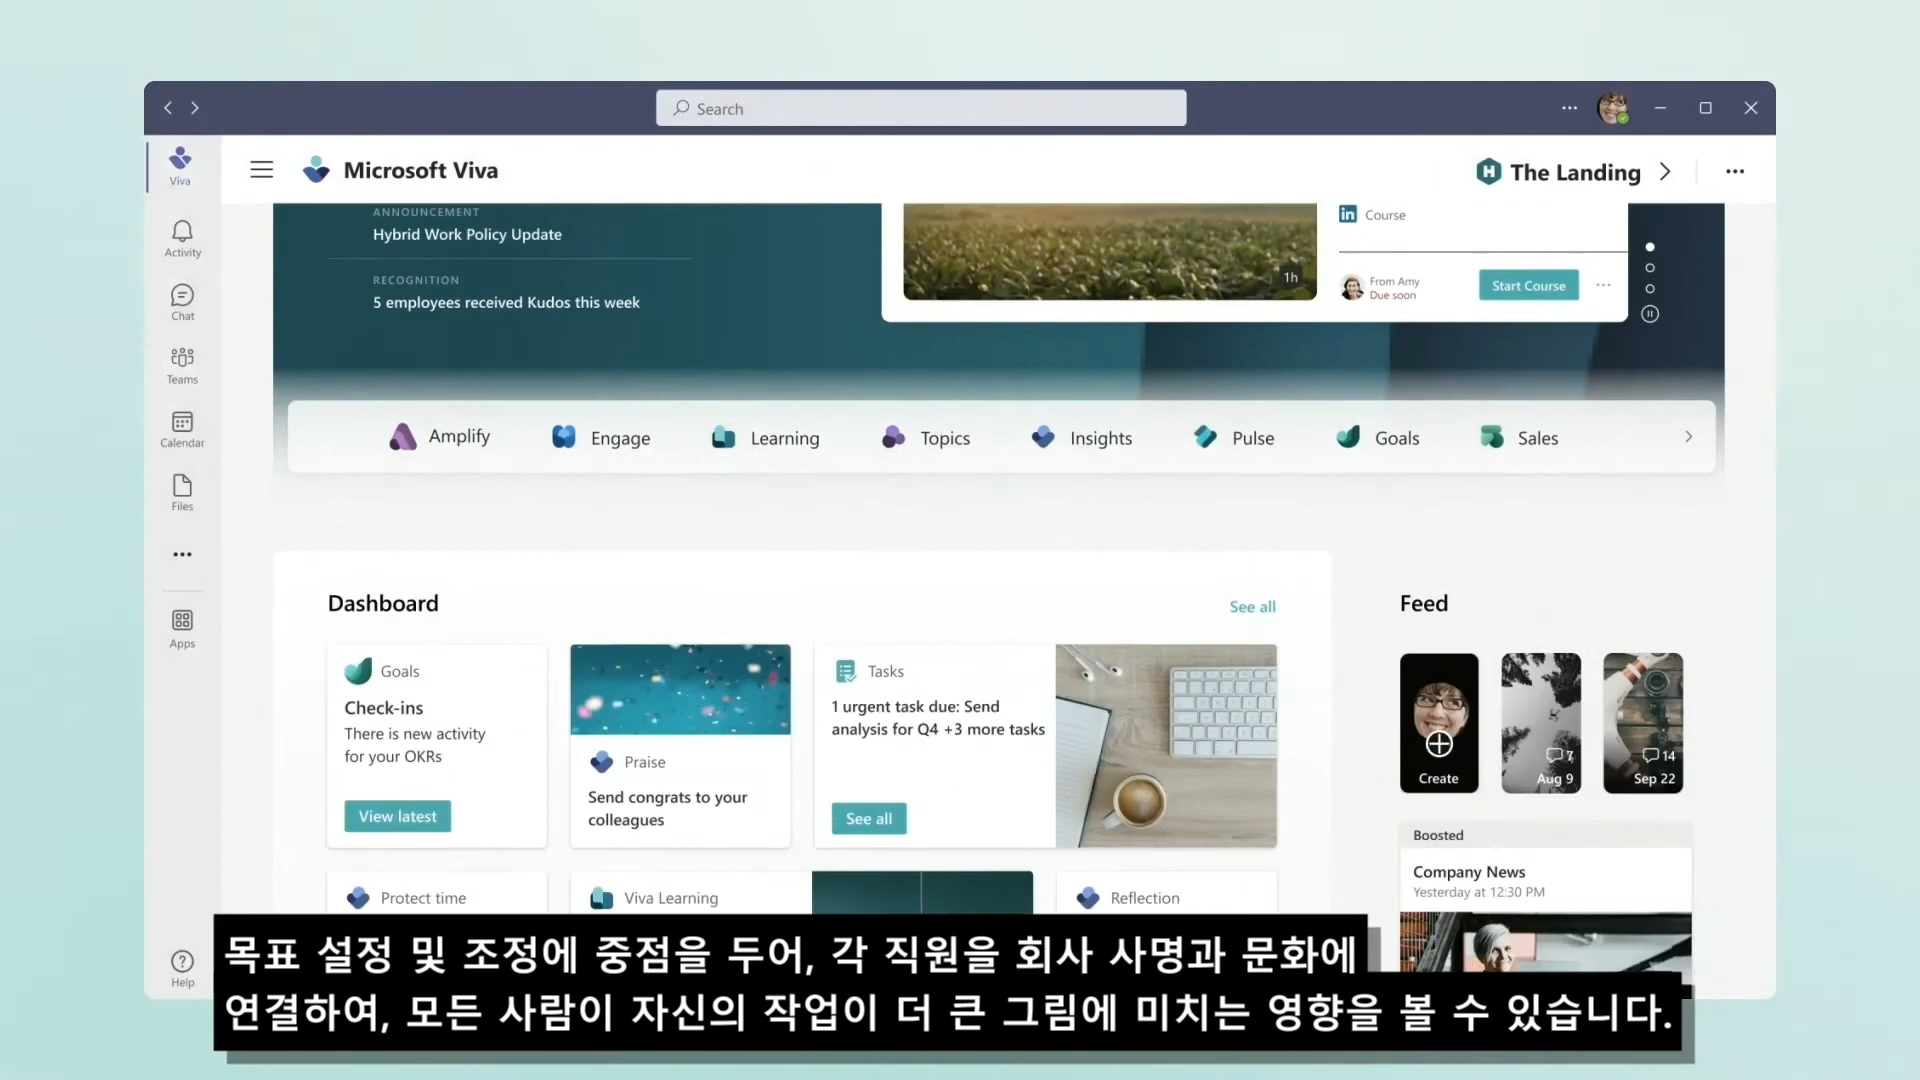 Search
Viva
Microsoft Viva
The Landing
Activity
Chat
Teams
Calendar
Files
Apps
Help
ANNOUNCEMENT
Hybrid Work Policy Update
RECOGNITION
5 employees received Kudos this week
1h
Course
From Amy
Due soon
Start Course
Amplify
Engage
Learning
Topics
Insights
Pulse
Goals
Sales
Dashboard
See all
Goals
Check-ins
There is new activity
for your OKRs
View latest
Praise
Send congrats to your
colleagues
Tasks
1 urgent task due: Send
analysis for Q4 +3 more tasks
See all
Protect time
Viva Learning
Reflection
Feed
Create
7
Aug 9
14
Sep 22
Boosted
Company News
Yesterday at 12:30 PM
목표 설정 및 조정에 중점을 두어, 각 직원을 회사 사명과 문화에
연결하여, 모든 사람이 자신의 작업이 더 큰 그림에 미치는 영향을 볼 수 있습니다.